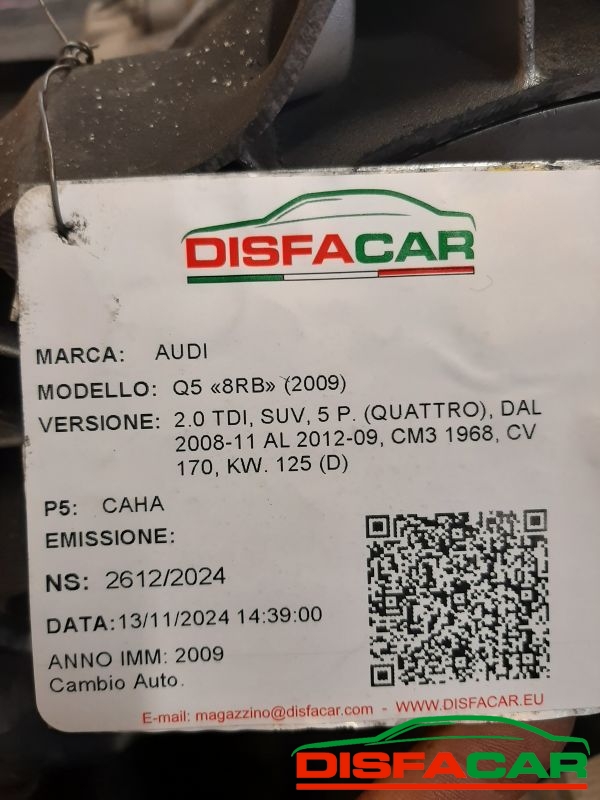 DISFACAR
MARCA: AUDI
MODELLO: Q5 «8RB» (2009)
VERSIONE: 2.0 TDI, SUV, 5 P. (QUATTRO), DAL
2008-11 AL 2012-09, CM3 1968, CV
170, KW. 125 (D)
P5: CAHA
EMISSIONE:
NS: 2612/2024
DATA:13/11/2024 14:39:00
ANNO IMM: 2009
Cambio Auto.
E-mail: magazzino@disfacar.com - WWW.DISFACAR.EU
DISFACAR